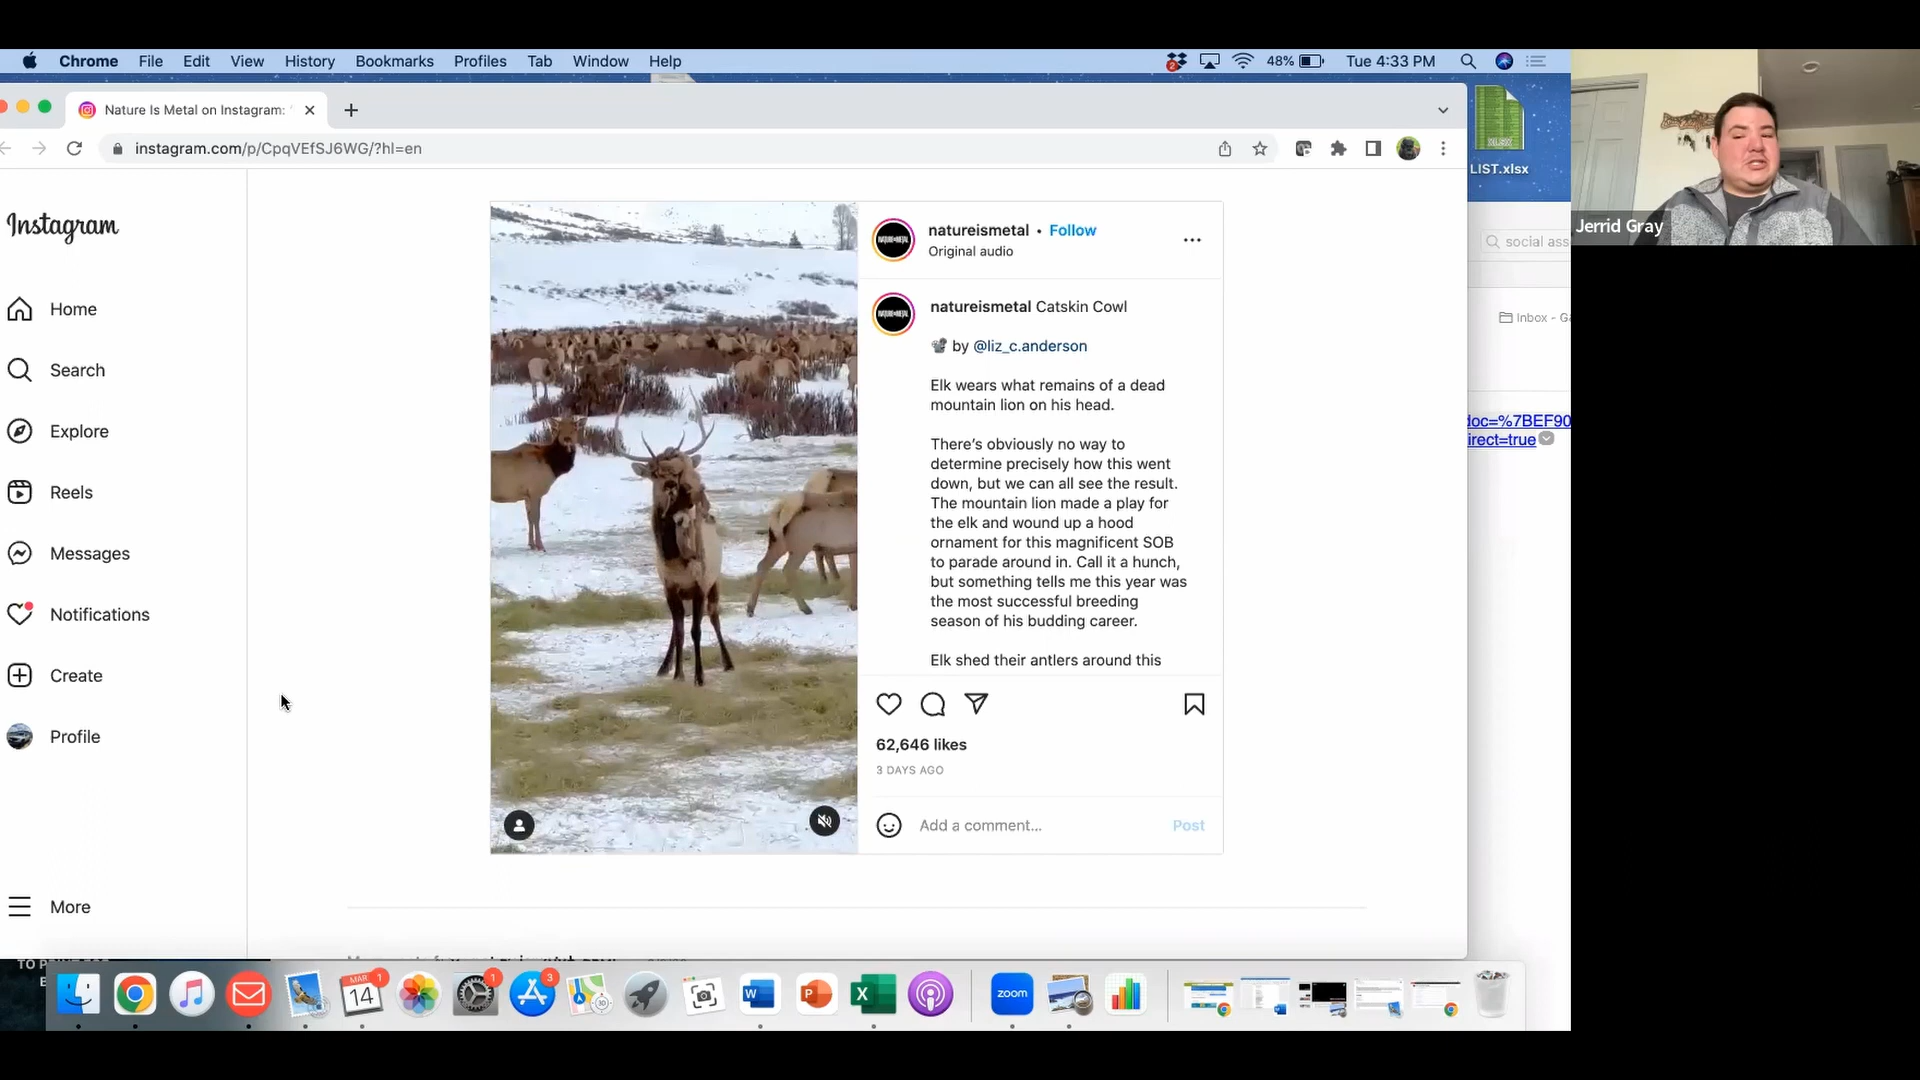 Chrome File Edit View History Bookmarks Profiles Tab Window Help
2 48% Tue 4:33 PM
Nature Is Metal on Instagram: "
instagram.com/p/CpqVEfSJ6WG/?hl=en
XLSX
LIST.xlsx
Jerrid Gray
social ass
Inbox - G
doc=%7BEF90
irect=true
Instagram
Home
Search
Explore
Reels
Messages
Notifications
Create
Profile
More
natureismetal • Follow
Original audio
natureismetal Catskin Cowl
by @liz_c.anderson
Elk wears what remains of a dead
mountain lion on his head.
There's obviously no way to
determine precisely how this went
down, but we can all see the result.
The mountain lion made a play for
the elk and wound up a hood
ornament for this magnificent SOB
to parade around in. Call it a hunch,
but something tells me this year was
the most successful breeding
season of his budding career.
Elk shed their antlers around this
62,646 likes
3 DAYS AGO
Add a comment... Post
MAR 1 14 1 3
W P X zoom